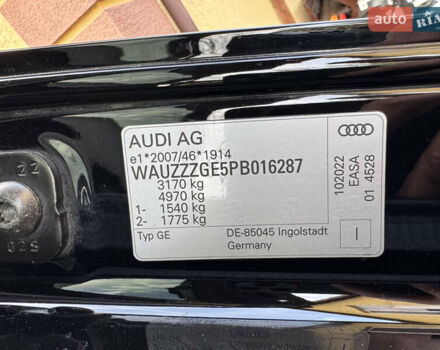 auto
RIA
AUDI AG
e1*2007/46*1914
WAUZZZGE5PB016287
3170 kg
4970 kg
1- 1540 kg
2- 1775 kg
Typ GE
DE-85045 Ingolstadt
Germany
102022
EASA
01 4528
I
22
02S